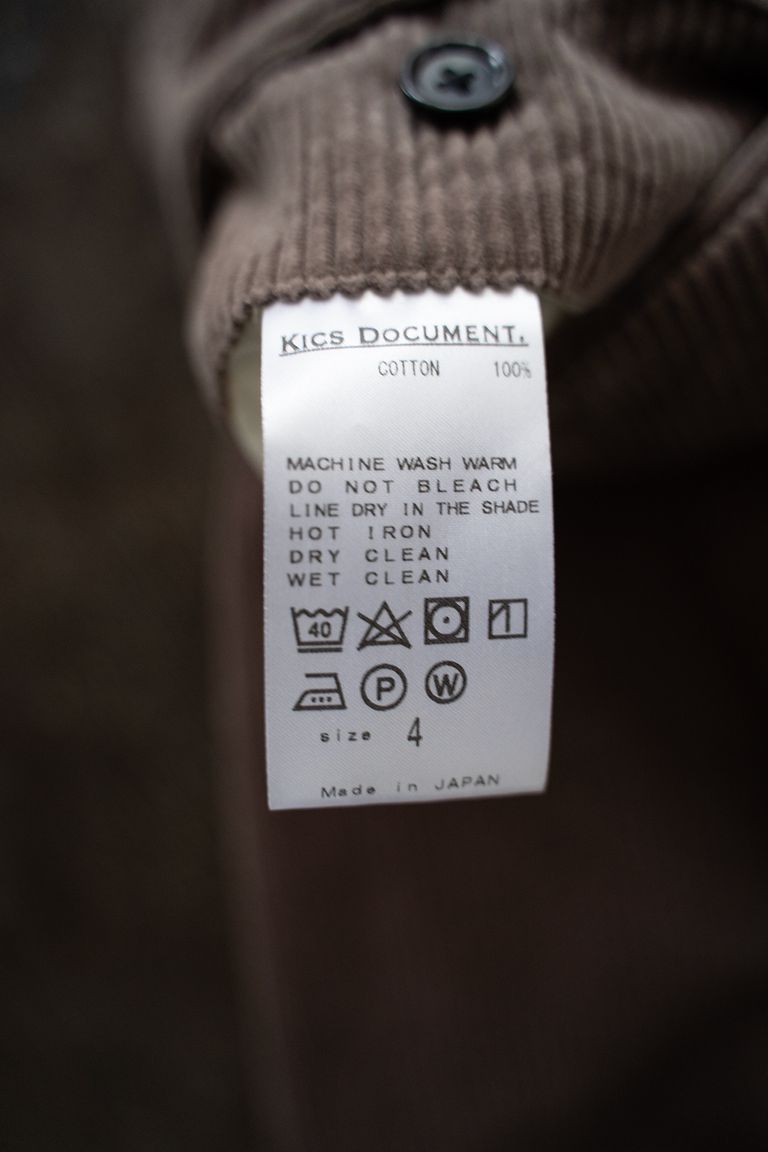 KICS DOCUMENT.
COTTON 100%
MACHINE WASH WARM
DO NOT BLEACH
LINE DRY IN THE SHADE
HOT IRON
DRY CLEAN
WET CLEAN
40
P W
size 4
Made in JAPAN